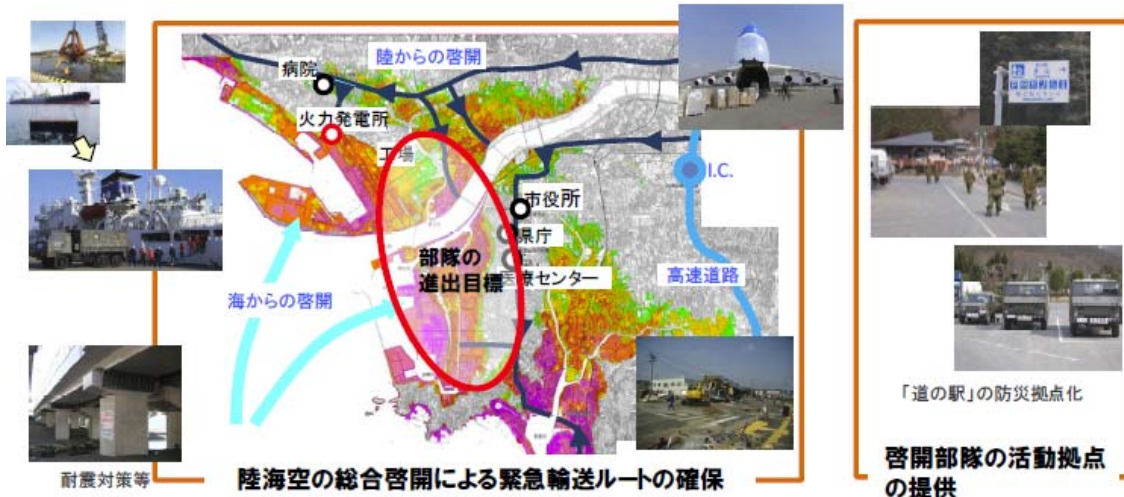 陸からの啓開
病院
火力発電所
工場
I.C.
市役所
県庁
医療センター
部隊の
進出目標
高速道路
海からの啓開
耐震対策等
陸海空の総合啓開による緊急輸送ルートの確保
「道の駅」の防災拠点化
啓開部隊の活動拠点
の提供